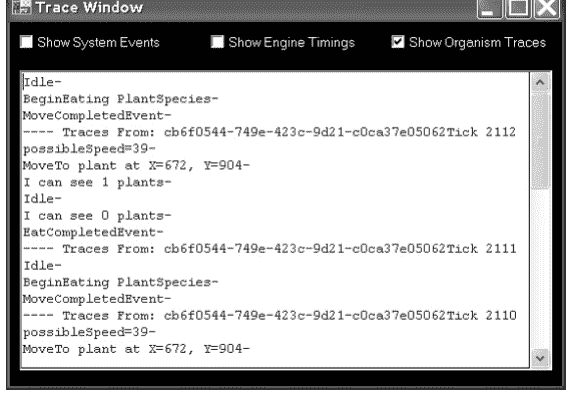 Trace Window
Show System Events Show Engine Timings Show Organism Traces
Idle-
BeginEating PlantSpecies-
MoveCompletedEvent-
---- Traces From: cb6f0544-749e-423c-9d21-c0ca37e05062Tick 2112
possibleSpeed=39-
MoveTo plant at X=672, Y=904-
I can see 1 plants-
Idle-
I can see 0 plants-
EatCompletedEvent-
---- Traces From: cb6f0544-749e-423c-9d21-c0ca37e05062Tick 2111
Idle-
BeginEating PlantSpecies-
MoveCompletedEvent-
---- Traces From: cb6f0544-749e-423c-9d21-c0ca37e05062Tick 2110
possibleSpeed=39-
MoveTo plant at X=672, Y=904-